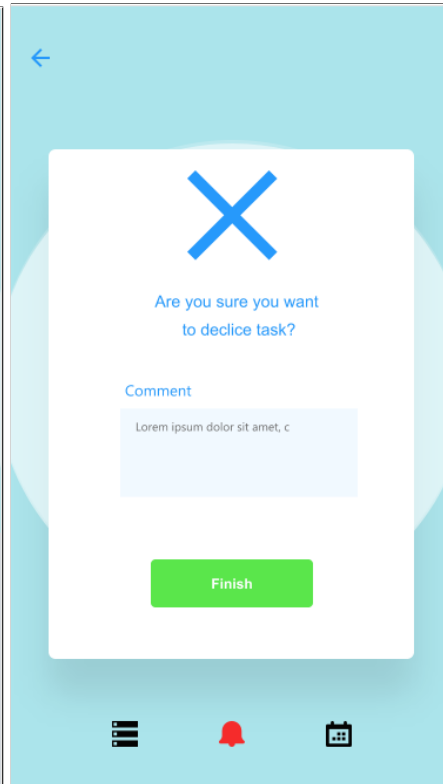 Are you sure you want
to declice task?
Comment
Lorem ipsum dolor sit amet, c
Finish